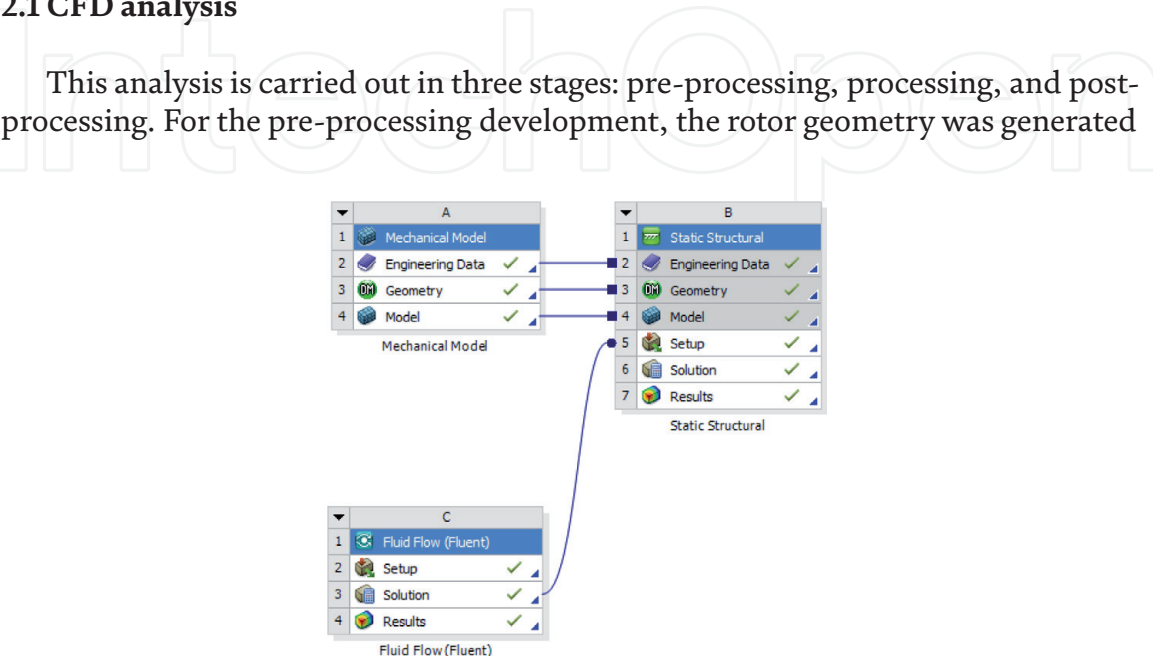 2.1 CFD analysis
IntechOpen
This analysis is carried out in three stages: pre-processing, processing, and post-
processing. For the pre-processing development, the rotor geometry was generated
A
1 Mechanical Model
2 Engineering Data
3 DM Geometry
4 Model
Mechanical Model
B
1 Static Structural
2 Engineering Data
3 DM Geometry
4 Model
5 Setup
6 Solution
7 Results
Static Structural
C
1 Fluid Flow (Fluent)
2 Setup
3 Solution
4 Results
Fluid Flow (Fluent)